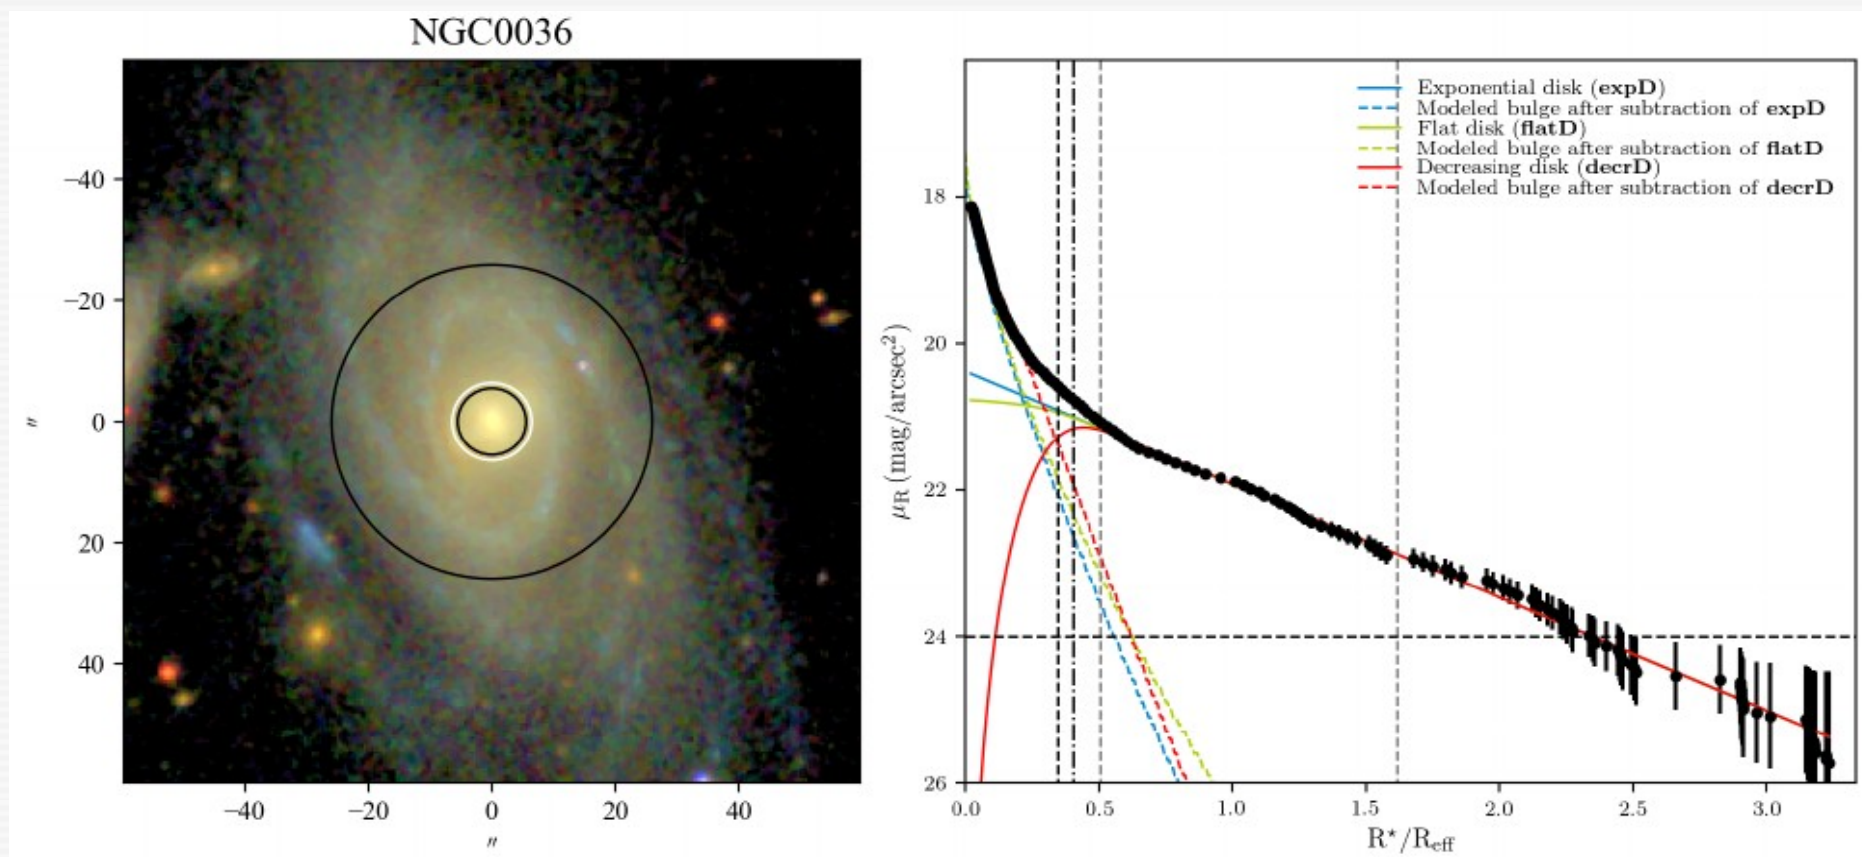 NGC0036
−40
−20
0
20
40
″
−40
−20
0
20
40
″
Exponential disk (expD)
Modeled bulge after subtraction of expD
Flat disk (flatD)
Modeled bulge after subtraction of flatD
Decreasing disk (decrD)
Modeled bulge after subtraction of decrD
18
20
22
24
26
μR (mag/arcsec²)
0.0
0.5
1.0
1.5
2.0
2.5
3.0
R⋆/Reff